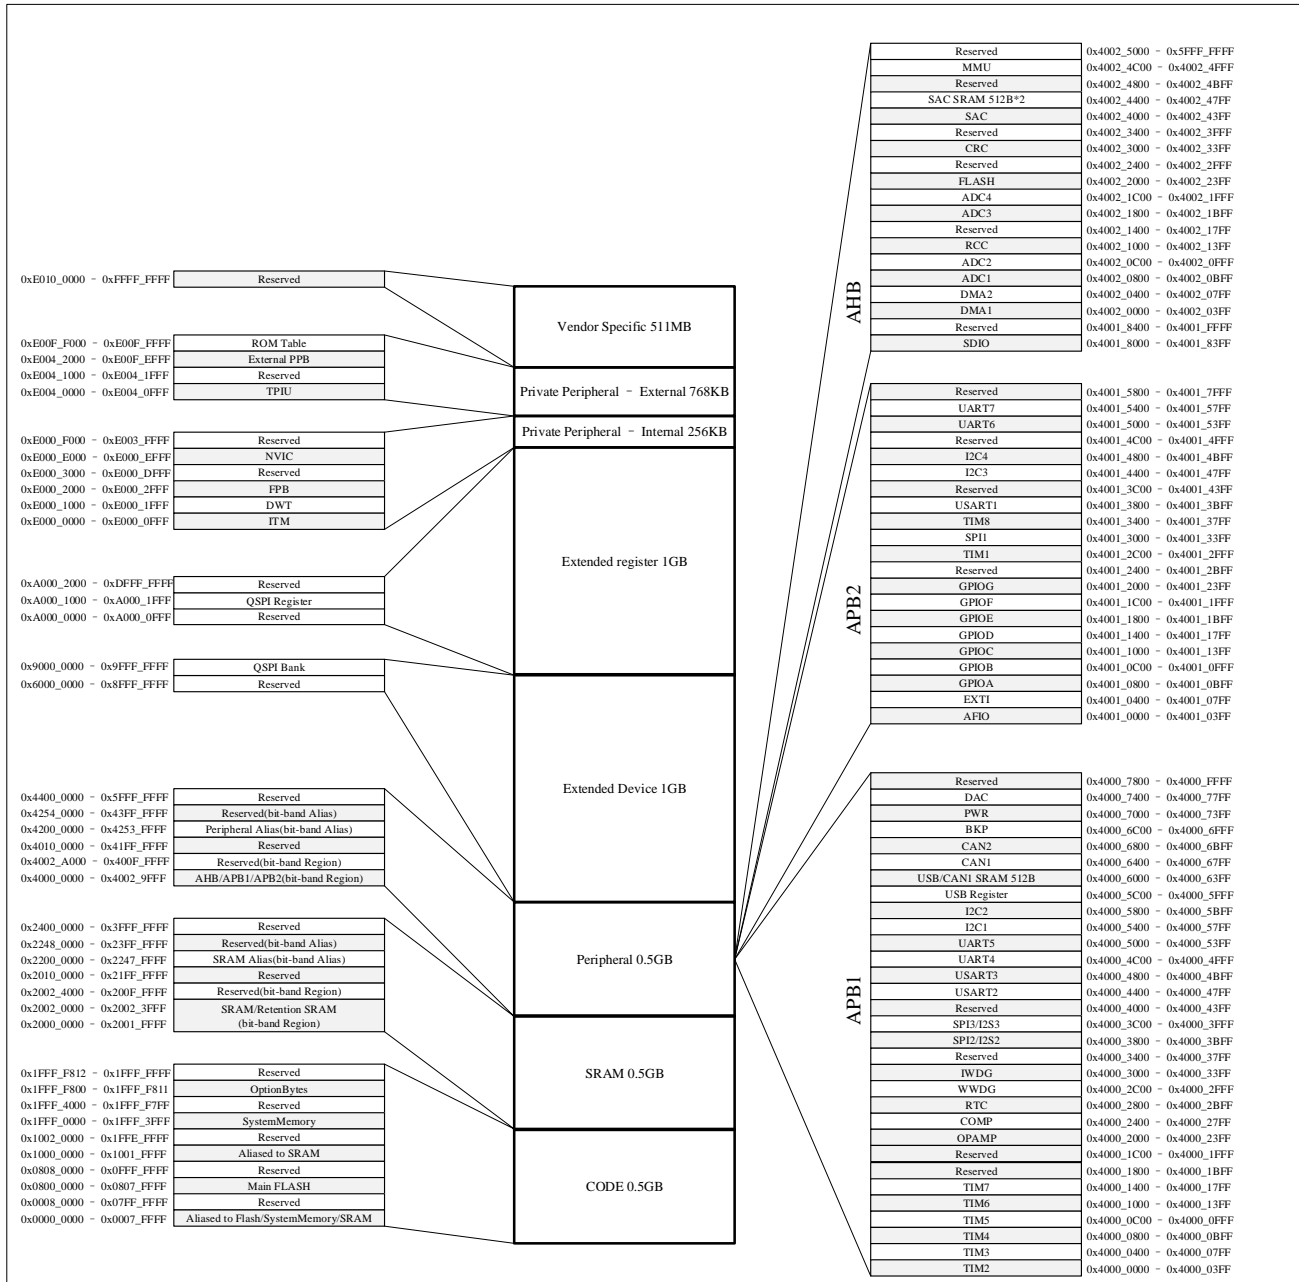 0xE010_0000 - 0xFFFF_FFFF Reserved
0xE00F_F000 - 0xE00F_FFFF ROM Table
0xE004_2000 - 0xE00F_EFFF External PPB
0xE004_1000 - 0xE004_1FFF Reserved
0xE004_0000 - 0xE004_0FFF TPIU
0xE000_F000 - 0xE003_FFFF Reserved
0xE000_E000 - 0xE000_EFFF NVIC
0xE000_3000 - 0xE000_DFFF Reserved
0xE000_2000 - 0xE000_2FFF FPB
0xE000_1000 - 0xE000_1FFF DWT
0xE000_0000 - 0xE000_0FFF ITM
0xA000_2000 - 0xDFFF_FFFF Reserved
0xA000_1000 - 0xA000_1FFF QSPI Register
0xA000_0000 - 0xA000_0FFF Reserved
0x9000_0000 - 0x9FFF_FFFF QSPI Bank
0x6000_0000 - 0x8FFF_FFFF Reserved
0x4400_0000 - 0x5FFF_FFFF Reserved
0x4254_0000 - 0x43FF_FFFF Reserved(bit-band Alias)
0x4200_0000 - 0x4253_FFFF Peripheral Alias(bit-band Alias)
0x4010_0000 - 0x41FF_FFFF Reserved
0x4002_A000 - 0x400F_FFFF Reserved(bit-band Region)
0x4000_0000 - 0x4002_9FFF AHB/APB1/APB2(bit-band Region)
0x2400_0000 - 0x3FFF_FFFF Reserved
0x2248_0000 - 0x23FF_FFFF Reserved(bit-band Alias)
0x2200_0000 - 0x2247_FFFF SRAM Alias(bit-band Alias)
0x2010_0000 - 0x21FF_FFFF Reserved
0x2002_4000 - 0x200F_FFFF Reserved(bit-band Region)
0x2002_0000 - 0x2002_3FFF SRAM/Retention SRAM
0x2000_0000 - 0x2001_FFFF (bit-band Region)
0x1FFF_F812 - 0x1FFF_FFFF Reserved
0x1FFF_F800 - 0x1FFF_F811 OptionBytes
0x1FFF_4000 - 0x1FFF_F7FF Reserved
0x1FFF_0000 - 0x1FFF_3FFF SystemMemory
0x1002_0000 - 0x1FFE_FFFF Reserved
0x1000_0000 - 0x1001_FFFF Aliased to SRAM
0x0808_0000 - 0x0FFF_FFFF Reserved
0x0800_0000 - 0x0807_FFFF Main FLASH
0x0008_0000 - 0x07FF_FFFF Reserved
0x0000_0000 - 0x0007_FFFF Aliased to Flash/SystemMemory/SRAM
Vendor Specific 511MB
Private Peripheral - External 768KB
Private Peripheral - Internal 256KB
Extended register 1GB
Extended Device 1GB
Peripheral 0.5GB
SRAM 0.5GB
CODE 0.5GB
AHB
Reserved 0x4002_5000 - 0x5FFF_FFFF
MMU 0x4002_4C00 - 0x4002_4FFF
Reserved 0x4002_4800 - 0x4002_4BFF
SAC SRAM 512B*2 0x4002_4400 - 0x4002_47FF
SAC 0x4002_4000 - 0x4002_43FF
Reserved 0x4002_3400 - 0x4002_3FFF
CRC 0x4002_3000 - 0x4002_33FF
Reserved 0x4002_2400 - 0x4002_2FFF
FLASH 0x4002_2000 - 0x4002_23FF
ADC4 0x4002_1C00 - 0x4002_1FFF
ADC3 0x4002_1800 - 0x4002_1BFF
Reserved 0x4002_1400 - 0x4002_17FF
RCC 0x4002_1000 - 0x4002_13FF
ADC2 0x4002_0C00 - 0x4002_0FFF
ADC1 0x4002_0800 - 0x4002_0BFF
DMA2 0x4002_0400 - 0x4002_07FF
DMA1 0x4002_0000 - 0x4002_03FF
Reserved 0x4001_8400 - 0x4001_FFFF
SDIO 0x4001_8000 - 0x4001_83FF
APB2
Reserved 0x4001_5800 - 0x4001_7FFF
UART7 0x4001_5400 - 0x4001_57FF
UART6 0x4001_5000 - 0x4001_53FF
Reserved 0x4001_4C00 - 0x4001_4FFF
I2C4 0x4001_4800 - 0x4001_4BFF
I2C3 0x4001_4400 - 0x4001_47FF
Reserved 0x4001_3C00 - 0x4001_43FF
USART1 0x4001_3800 - 0x4001_3BFF
TIM8 0x4001_3400 - 0x4001_37FF
SPI1 0x4001_3000 - 0x4001_33FF
TIM1 0x4001_2C00 - 0x4001_2FFF
Reserved 0x4001_2400 - 0x4001_2BFF
GPIOG 0x4001_2000 - 0x4001_23FF
GPIOF 0x4001_1C00 - 0x4001_1FFF
GPIOE 0x4001_1800 - 0x4001_1BFF
GPIOD 0x4001_1400 - 0x4001_17FF
GPIOC 0x4001_1000 - 0x4001_13FF
GPIOB 0x4001_0C00 - 0x4001_0FFF
GPIOA 0x4001_0800 - 0x4001_0BFF
EXTI 0x4001_0400 - 0x4001_07FF
AFIO 0x4001_0000 - 0x4001_03FF
APB1
Reserved 0x4000_7800 - 0x4000_FFFF
DAC 0x4000_7400 - 0x4000_77FF
PWR 0x4000_7000 - 0x4000_73FF
BKP 0x4000_6C00 - 0x4000_6FFF
CAN2 0x4000_6800 - 0x4000_6BFF
CAN1 0x4000_6400 - 0x4000_67FF
USB/CAN1 SRAM 512B 0x4000_6000 - 0x4000_63FF
USB Register 0x4000_5C00 - 0x4000_5FFF
I2C2 0x4000_5800 - 0x4000_5BFF
I2C1 0x4000_5400 - 0x4000_57FF
UART5 0x4000_5000 - 0x4000_53FF
UART4 0x4000_4C00 - 0x4000_4FFF
USART3 0x4000_4800 - 0x4000_4BFF
USART2 0x4000_4400 - 0x4000_47FF
Reserved 0x4000_4000 - 0x4000_43FF
SPI3/I2S3 0x4000_3C00 - 0x4000_3FFF
SPI2/I2S2 0x4000_3800 - 0x4000_3BFF
Reserved 0x4000_3400 - 0x4000_37FF
IWDG 0x4000_3000 - 0x4000_33FF
WWDG 0x4000_2C00 - 0x4000_2FFF
RTC 0x4000_2800 - 0x4000_2BFF
COMP 0x4000_2400 - 0x4000_27FF
OPAMP 0x4000_2000 - 0x4000_23FF
Reserved 0x4000_1C00 - 0x4000_1FFF
Reserved 0x4000_1800 - 0x4000_1BFF
TIM7 0x4000_1400 - 0x4000_17FF
TIM6 0x4000_1000 - 0x4000_13FF
TIM5 0x4000_0C00 - 0x4000_0FFF
TIM4 0x4000_0800 - 0x4000_0BFF
TIM3 0x4000_0400 - 0x4000_07FF
TIM2 0x4000_0000 - 0x4000_03FF